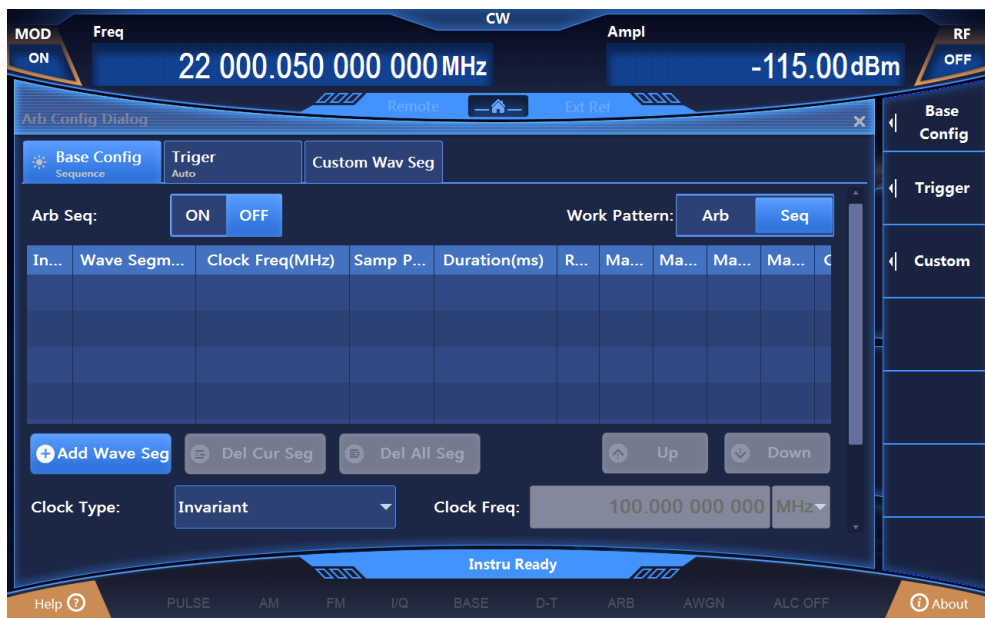 CW
MOD Freq Ampl RF
ON 22 000.050 000 000 MHz -115.00 dBm OFF
Remote Ext Ref
Arb Config Dialog
Base Config
Sequence
Triger
Auto
Custom Wav Seg
Arb Seq: ON OFF Work Pattern: Arb Seq
In... Wave Segm... Clock Freq(MHz) Samp P... Duration(ms) R... Ma... Ma... Ma... Ma...
Add Wave Seg Del Cur Seg Del All Seg Up Down
Clock Type: Invariant Clock Freq: 100.000 000 000 MHz
Base
Config
Trigger
Custom
Instru Ready
Help PULSE AM FM I/Q BASE D-T ARB AWGN ALC OFF About